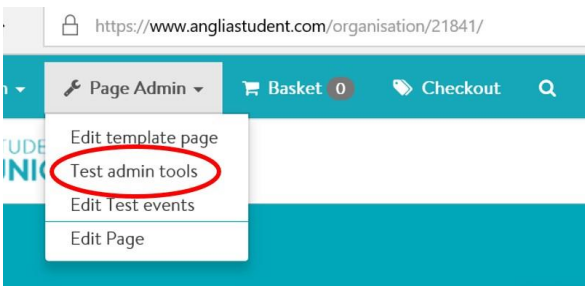 https://www.angliastudent.com/organisation/21841/
Page Admin
Basket 0
Checkout
Edit template page
Test admin tools
Edit Test events
Edit Page